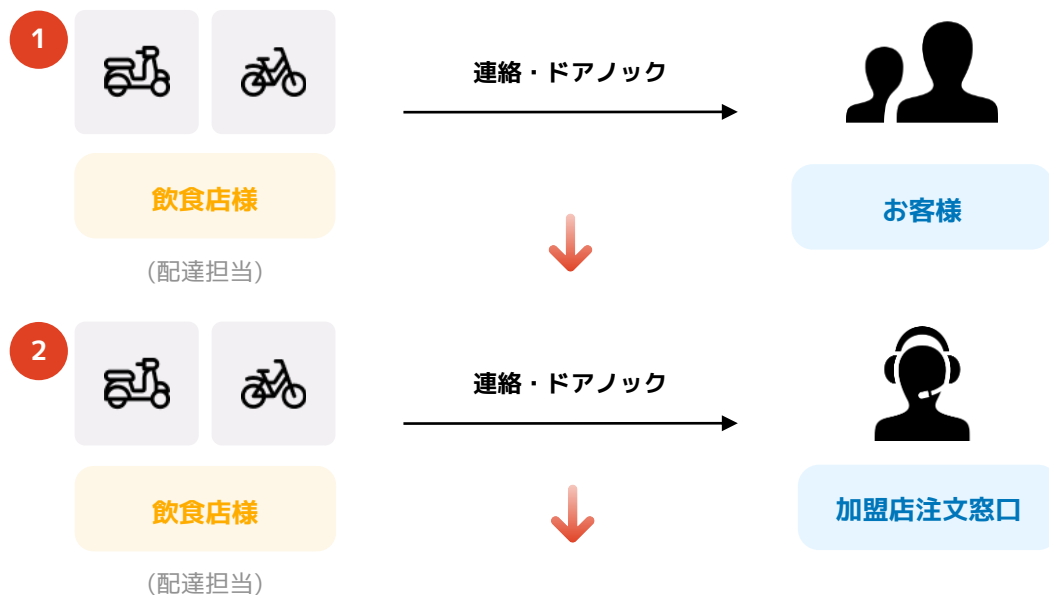 1
連絡・ドアノック
飲食店様
お客様
(配達担当)
2
連絡・ドアノック
飲食店様
加盟店注文窓口
(配達担当)